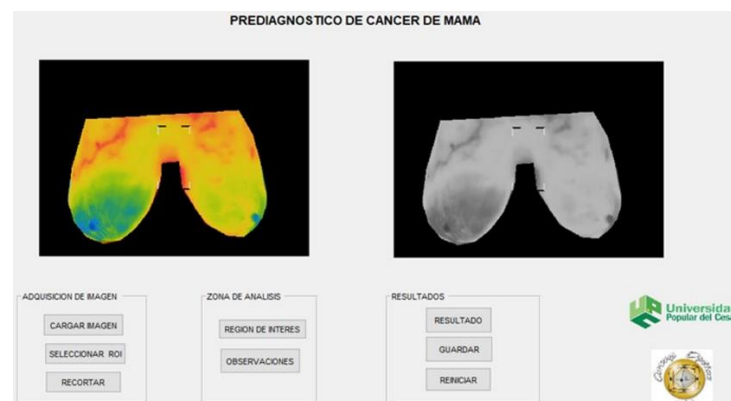 PREDIAGNOSTICO DE CANCER DE MAMA
ADQUISICION DE IMAGEN
CARGAR IMAGEN
SELECCIONAR ROI
RECORTAR
ZONA DE ANALISIS
REGION DE INTERES
OBSERVACIONES
RESULTADOS
RESULTADO
GUARDAR
REINICIAR
Universida
Popular del Cesa